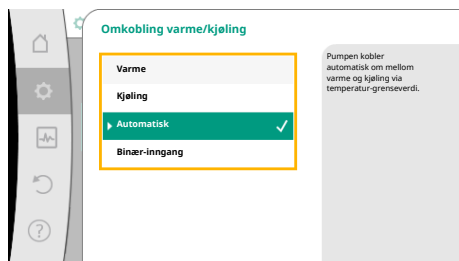 Omkobling varme/kjøling
Varme
Kjøling
Automatisk
Binær-inngang
Pumpen kobler
automatisk om mellom
varme og kjøling via
temperatur-grenseverdi.
?